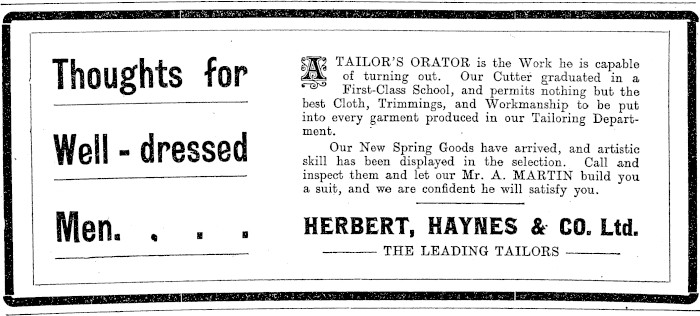 Thoughts for
Well - dressed
Men. . . .
A TAILOR'S ORATOR is the Work he is capable
of turning out. Our Cutter graduated in a
First-Class School, and permits nothing but the
best Cloth, Trimmings, and Workmanship to be put
into every garment produced in our Tailoring Depart-
ment.
Our New Spring Goods have arrived, and artistic
skill has been displayed in the selection. Call and
inspect them and let our Mr. A. MARTIN build you
a suit, and we are confident he will satisfy you.
HERBERT, HAYNES & CO. Ltd.
THE LEADING TAILORS